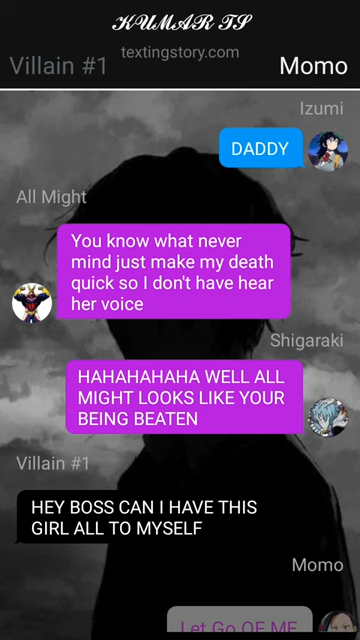 KUMAR TS
textingstory.com
Villain #1
Momo
Izumi
DADDY
All Might
You know what never
mind just make my death
quick so I don't have hear
her voice
Shigaraki
HAHAHAHAHA WELL ALL
MIGHT LOOKS LIKE YOUR
BEING BEATEN
Villain #1
HEY BOSS CAN I HAVE THIS
GIRL ALL TO MYSELF
Momo
Let Go OF ME